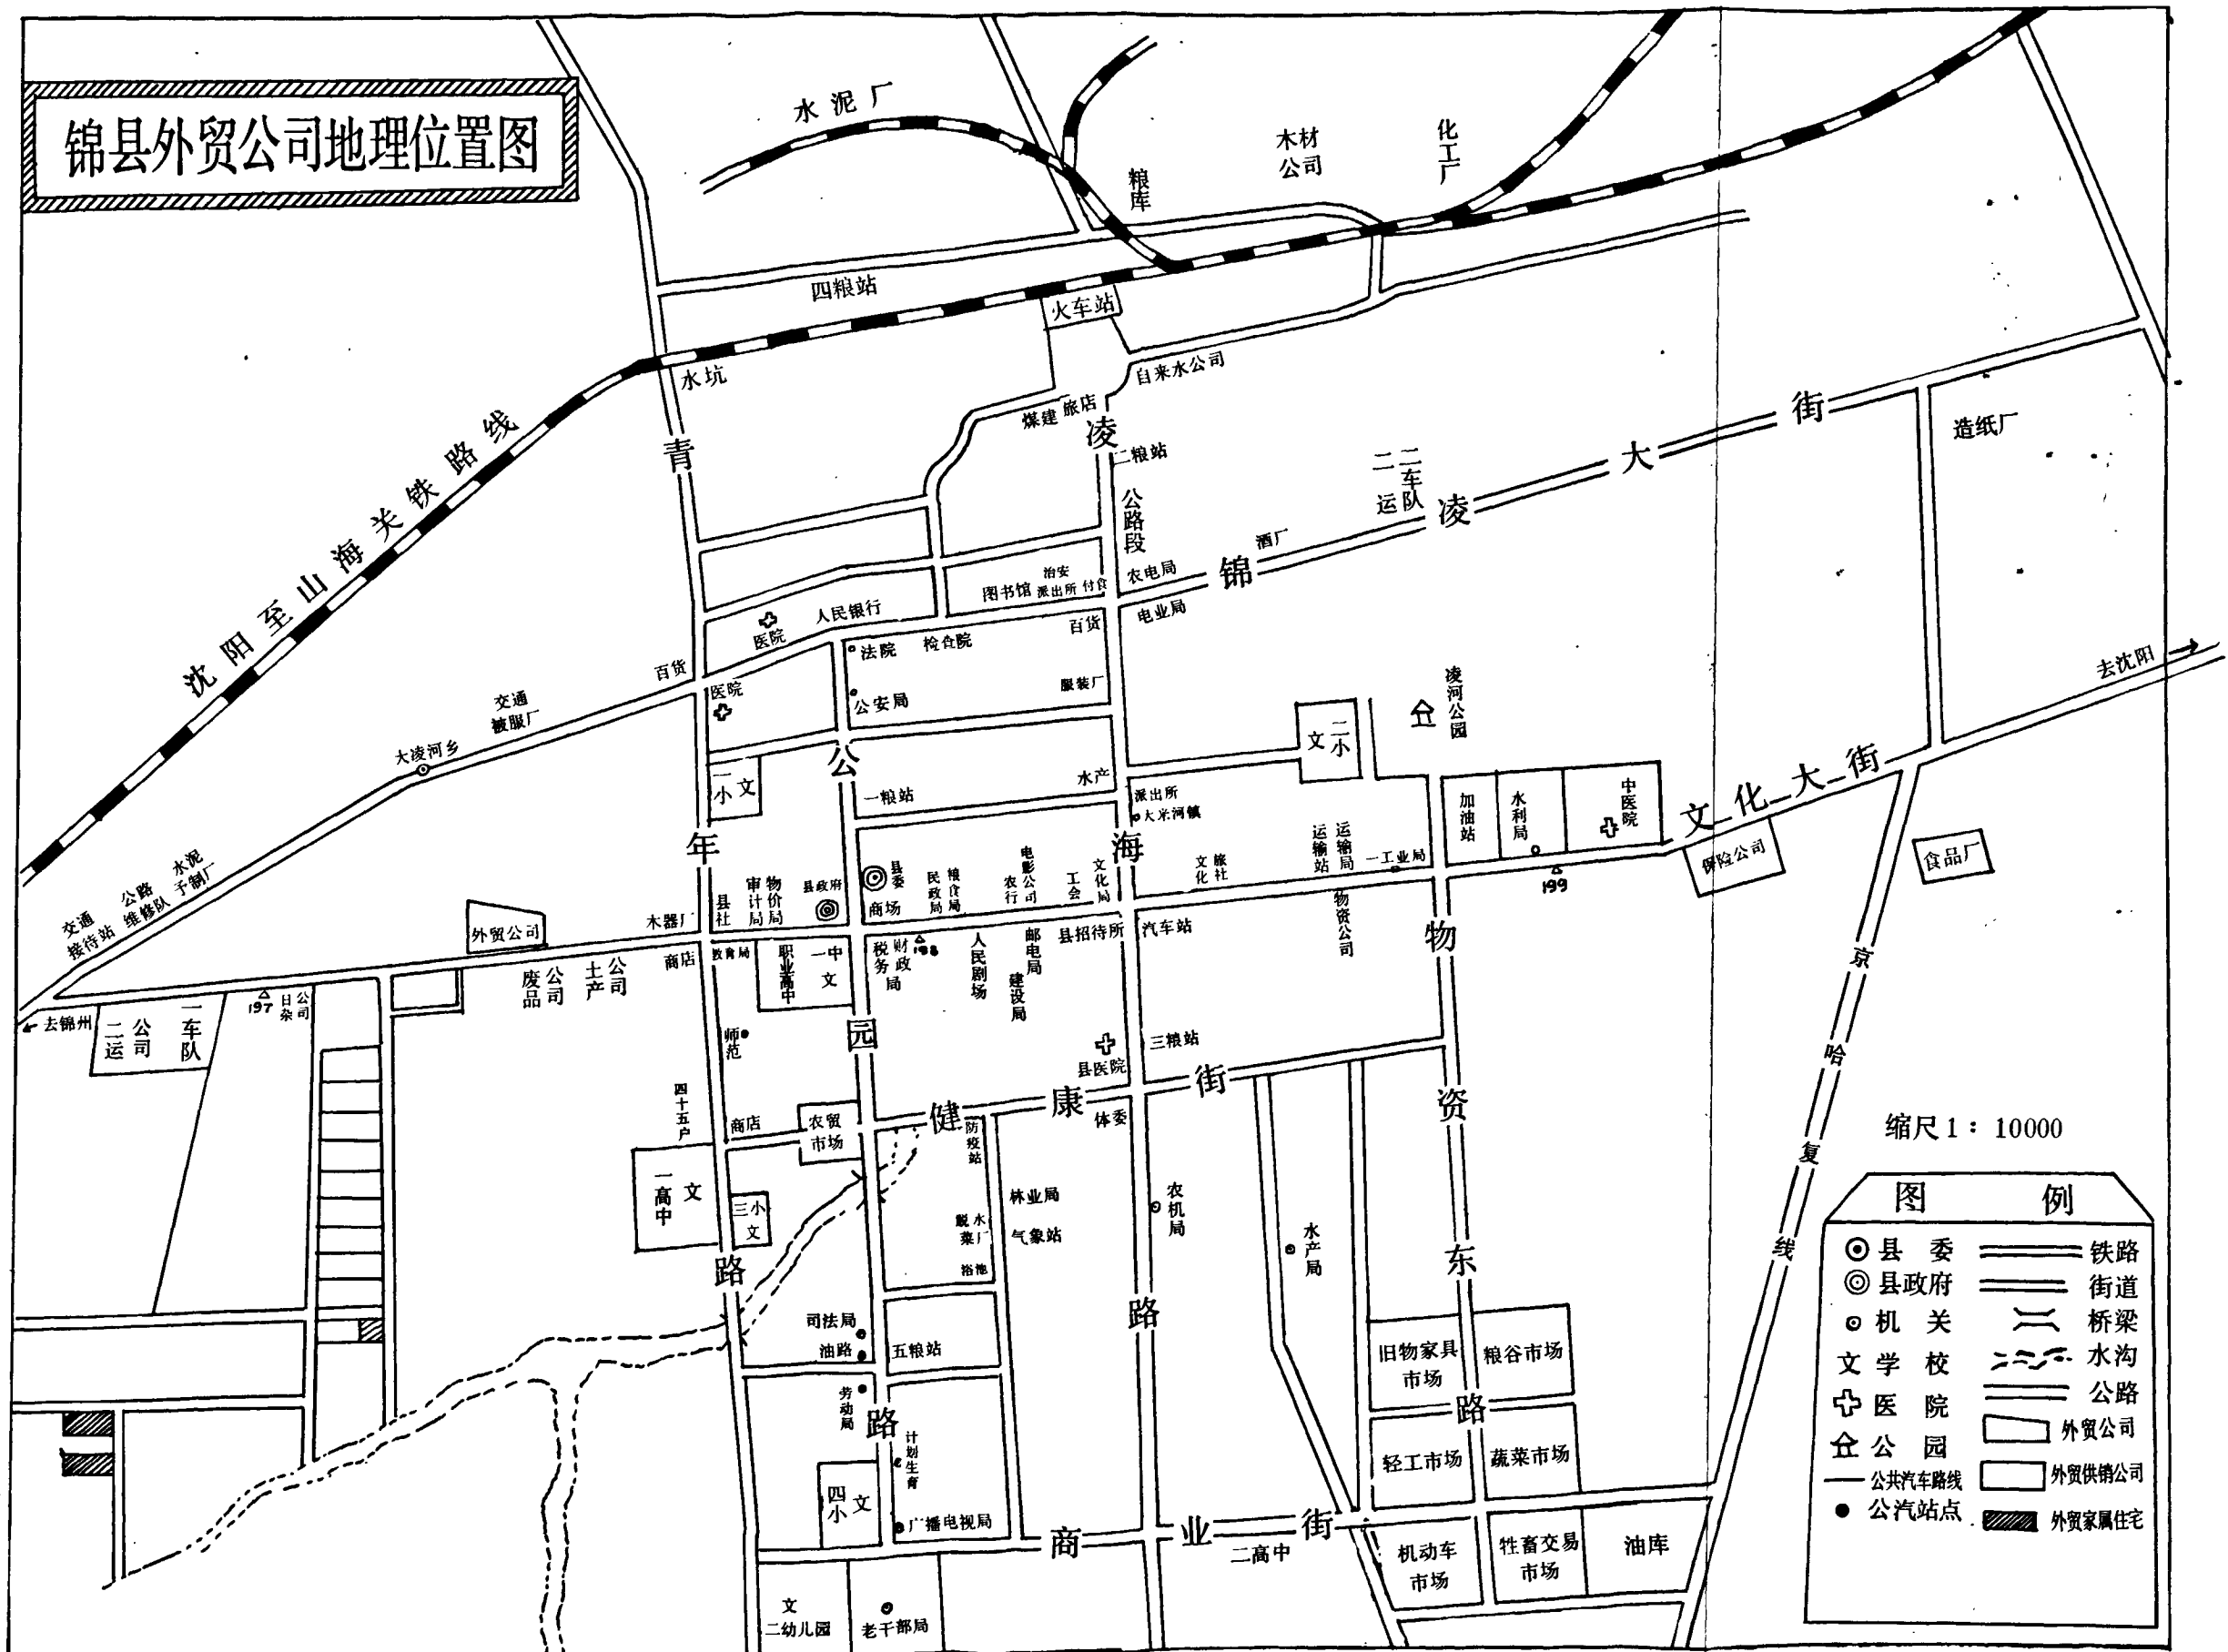 锦县外贸公司地理位置图
水泥厂
木材
公司
化工厂
粮库
四粮站
火车站
水坑
自来水公司
煤建 旅店
二粮站
公路段
二运
二车队
造纸厂
沈阳至山海关铁路线
锦凌大街
酒厂
农电局
电业局
图书馆
治安
派出所
付食
人民银行
医院
百货
法院
检查院
百货
医院
公安局
服装厂
交通
被服厂
大凌河乡
凌河公园
去沈阳
二小
文
一小
文
一粮站
水产
派出所
大米河镇
加油站
水利局
中医院
文化大街
保险公司
食品厂
199
水泥
予制厂
公路
维修队
交通
接待站
外贸公司
木器厂
县社
审计局
物价局
县政府
县委
商场
民政局
粮食局
农行
电影公司
工会
文化局
文化
旅社
运输站
运输局
一工业局
物资公司
汽车站
县招待所
邮电局
建设局
人民剧场
198
财政局
税务局
一中
文
职业高中
教育局
商店
土产公司
废品公司
197
日杂公司
去锦州
二运公司
一车队
师范
三粮站
县医院
健康街
体委
防疫站
四十五户
商店
农贸
市场
一高中
文
三小
文
林业局
脱水菜厂
气象站
浴池
农机局
水产局
司法局
油路
五粮站
劳动局
计划生育
四小
文
广播电视局
文
二幼儿园
老干部局
商业街
二高中
旧物家具
市场
粮谷市场
轻工市场
蔬菜市场
机动车
市场
牲畜交易
市场
油库
青年路
公园路
凌海路
物资东路
京哈复线
缩尺1：10000
图例
县委
铁路
县政府
街道
机关
桥梁
文 学校
水沟
医院
公路
公园
外贸公司
公共汽车路线
外贸供销公司
公汽站点
外贸家属住宅